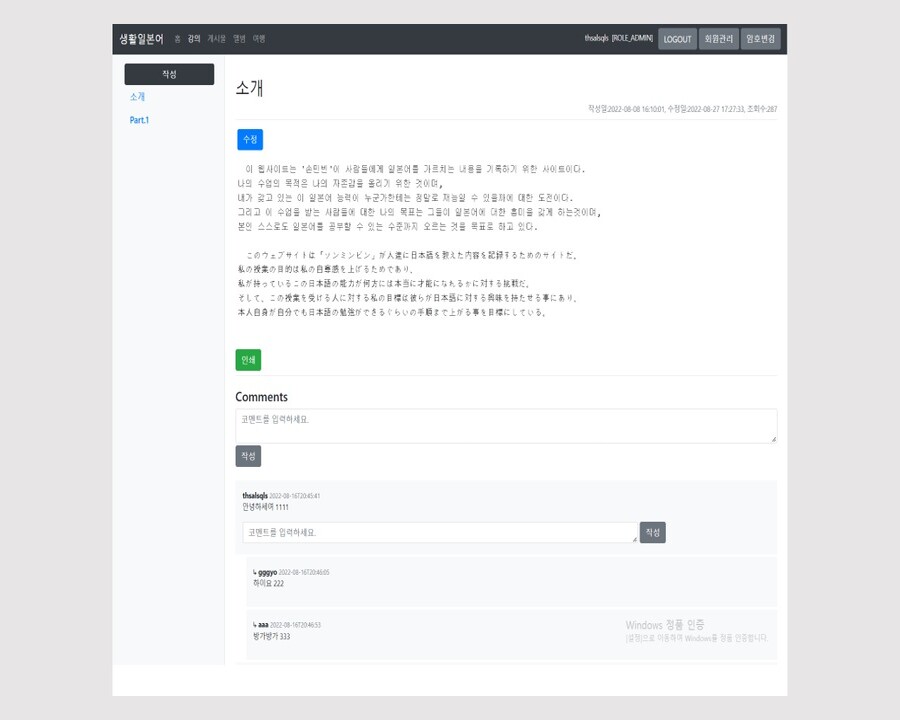 생활일본어 홈 강의 게시물 앨범 여행 thsalsqls [ROLE_ADMIN] LOGOUT 회원관리 암호변경
작성
소개
Part.1
소개
작성일:2022-08-08 16:10:01, 수정일:2022-08-27 17:27:33, 조회수:287
수정
이 웹사이트는 '손민빈'이 사람들에게 일본어를 가르치는 내용을 기록하기 위한 사이트이다.
나의 수업의 목적은 나의 자존감을 올리기 위한 것이며,
내가 갖고 있는 이 일본어 능력이 누군가한테는 정말로 재능일 수 있을까에 대한 도전이다.
그리고 이 수업을 받는 사람들에 대한 나의 목표는 그들이 일본어에 대한 흥미를 갖게 하는것이며,
본인 스스로도 일본어를 공부할 수 있는 수준까지 오르는 것을 목표로 하고 있다.
このウェブサイトは「ソンミンビン」が人達に日本語を教えた内容を記録するためのサイトだ。
私の授業の目的は私の自尊感を上げるためであり、
私が持っているこの日本語の能力が何方には本当に才能になれるかに対する挑戦だ。
そして、この授業を受ける人に対する私の目標は彼らが日本語に対する興味を持たせる事にあり、
本人自身が自分でも日本語の勉強ができるぐらいの手順まで上がる事を目標にしている。
인쇄
Comments
코멘트를 입력하세요.
작성
thsalsqls 2022-08-16T20:45:41
안녕하세여 1111
코멘트를 입력하세요. 작성
↳ gggyo 2022-08-16T20:46:05
하이요 222
↳ aaa 2022-08-16T20:46:53
방가방가 333
Windows 정품 인증
[설정]으로 이동하여 Windows를 정품 인증합니다.